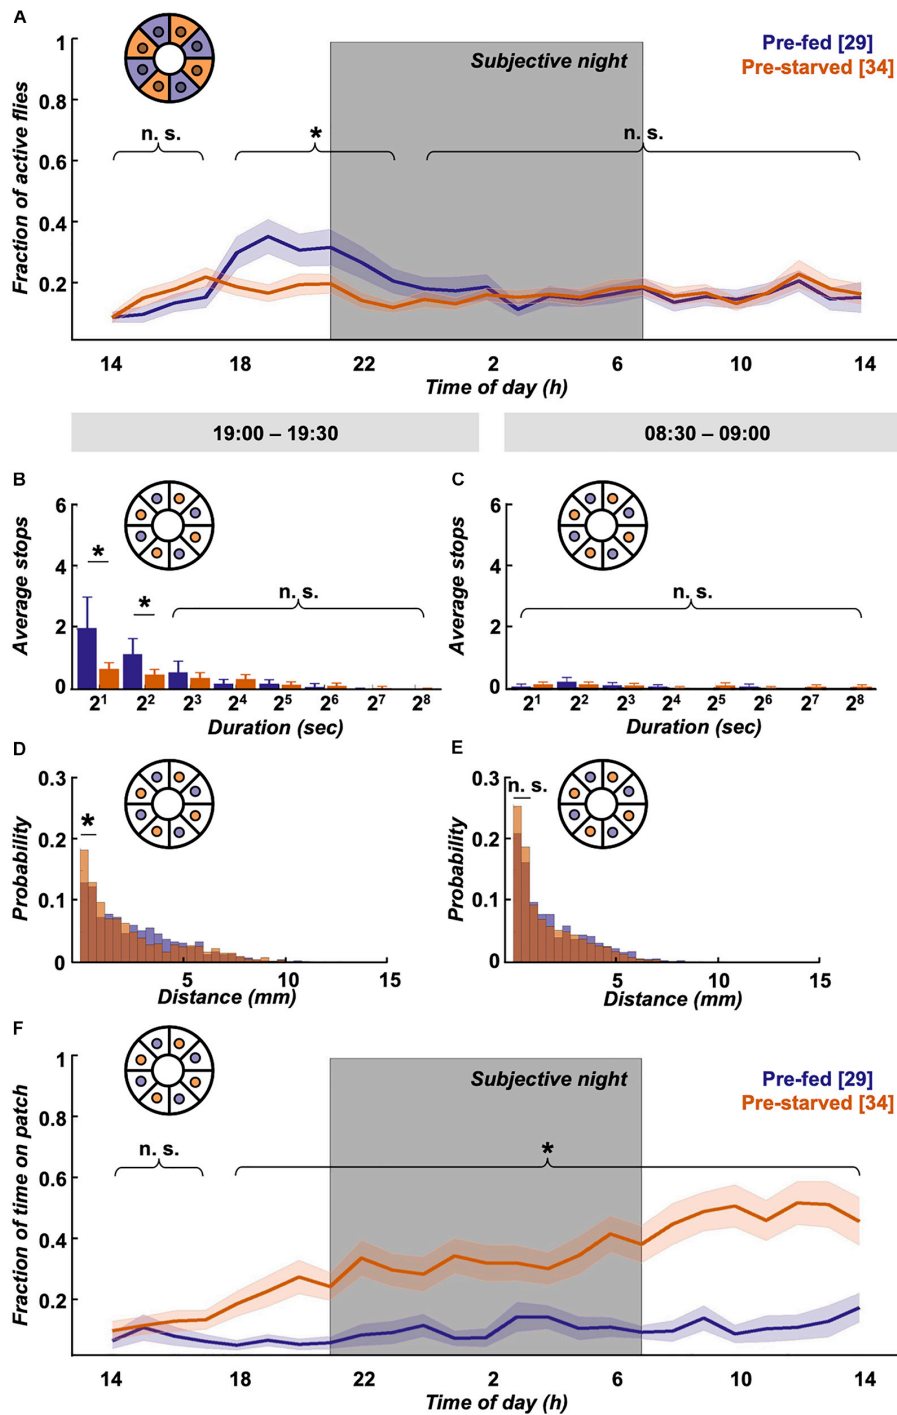 A
Pre-fed [29]
Pre-starved [34]
Subjective night
n. s.
*
n. s.
Fraction of active flies
1
0.8
0.6
0.4
0.2
14 18 22 2 6 10 14
Time of day (h)
19:00 – 19:30
08:30 – 09:00
B
Average stops
6
4
2
0
*
*
n. s.
2¹ 2² 2³ 2⁴ 2⁵ 2⁶ 2⁷ 2⁸
Duration (sec)
C
Average stops
6
4
2
0
n. s.
2¹ 2² 2³ 2⁴ 2⁵ 2⁶ 2⁷ 2⁸
Duration (sec)
D
Probability
0.3
0.2
0.1
0
*
5 10 15
Distance (mm)
E
Probability
0.3
0.2
0.1
0
n. s.
5 10 15
Distance (mm)
F
Pre-fed [29]
Pre-starved [34]
Subjective night
n. s.
*
Fraction of time on patch
1
0.8
0.6
0.4
0.2
14 18 22 2 6 10 14
Time of day (h)